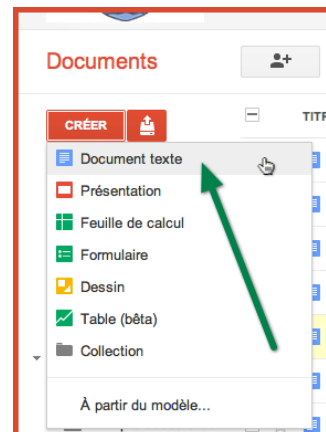 Documents
CRÉER
TITR
Document texte
Présentation
Feuille de calcul
Formulaire
Dessin
Table (bêta)
Collection
À partir du modèle...